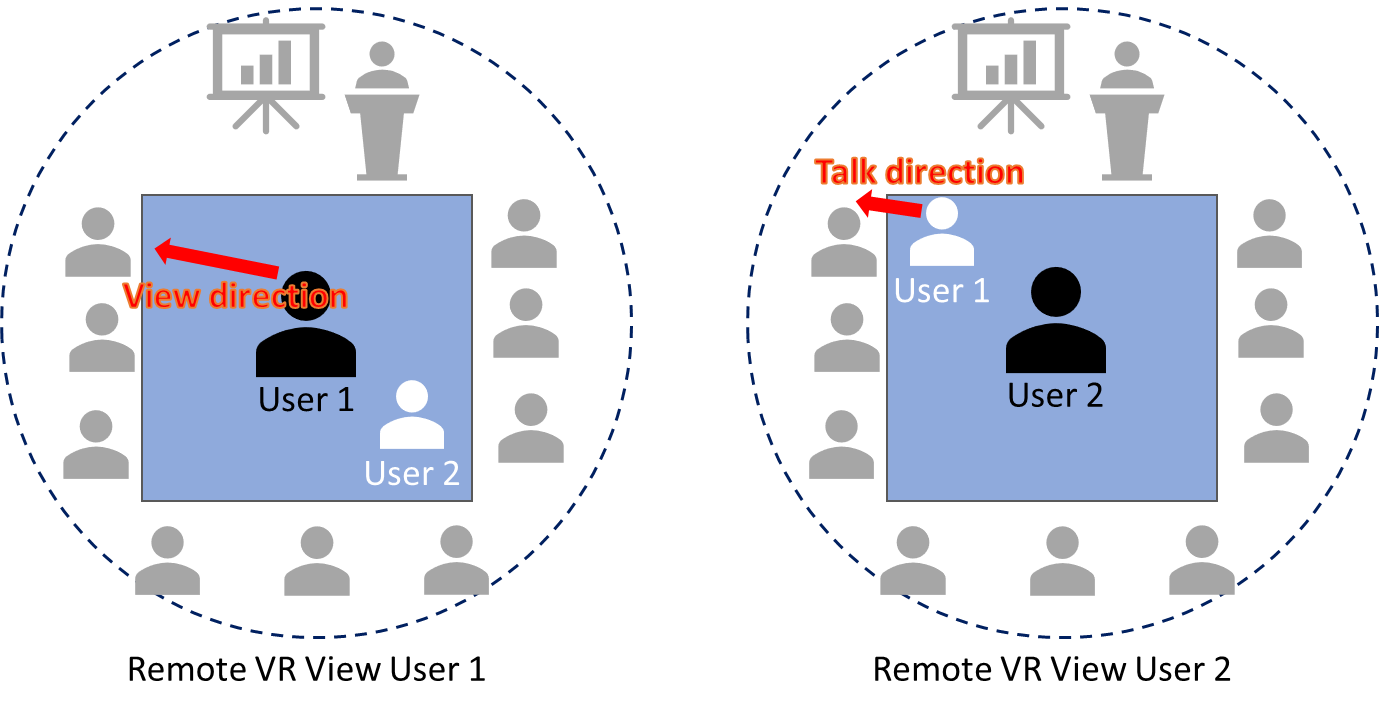 Talk direction
View direction
User 1
User 1
User 2
User 2
Remote VR View User 1
Remote VR View User 2